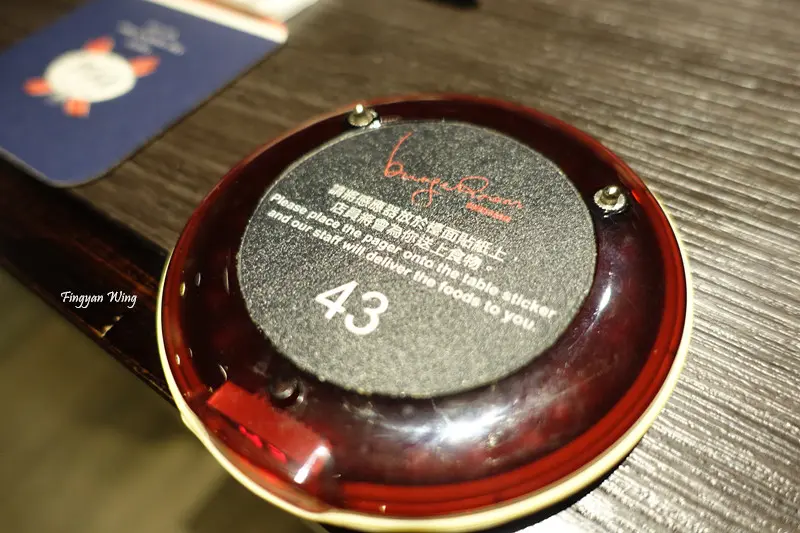 請將感應器放於檯面貼紙上，
店員將會為你送上食物。
Please place the pager onto the table sticker
and our staff will deliver the foods to you.
43
Fingyan Wing